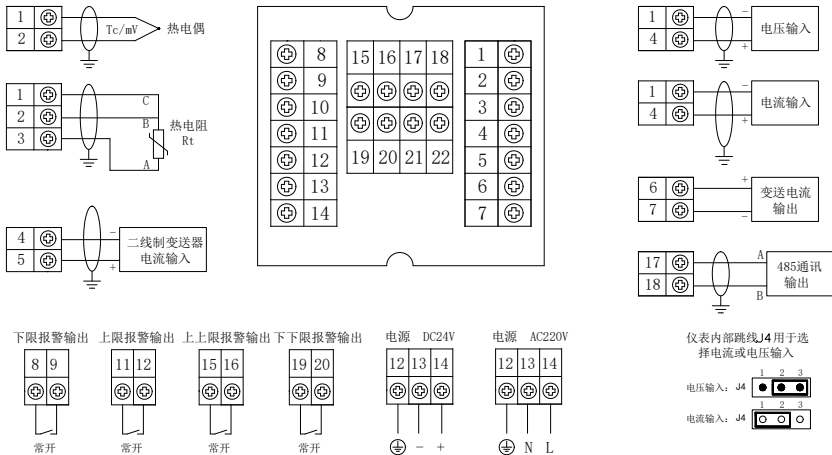 1
2
Tc/mV
热电偶
1
2
3
C
B
A
热电阻
Rt
4
5
-
+
二线制变送器
电流输入
8
9
10
11
12
13
14
15 16 17 18
19 20 21 22
1
2
3
4
5
6
7
1
4
-
+
电压输入
1
4
-
+
电流输入
6
7
+
-
变送电流
输出
17
18
A
B
485通讯
输出
下限报警输出
8 9
常开
上限报警输出
11 12
常开
上上限报警输出
15 16
常开
下下限报警输出
19 20
常开
电源 DC24V
12 13 14
- +
电源 AC220V
12 13 14
N L
仪表内部跳线J4用于选
择电流或电压输入
1 2 3
电压输入: J4
1 2 3
电流输入: J4